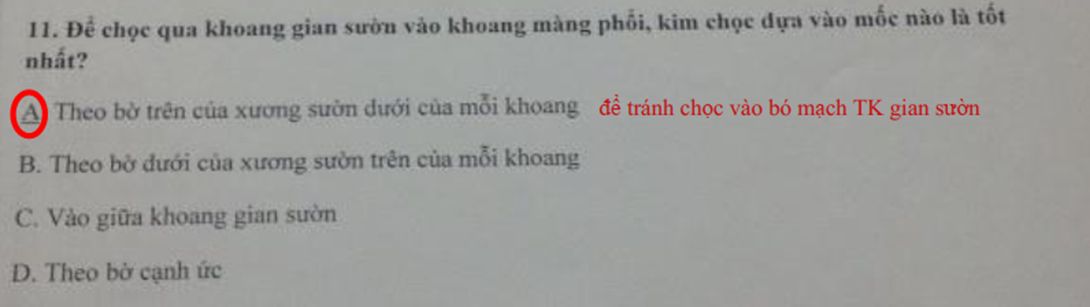 11. Để chọc qua khoang gian sườn vào khoang màng phổi, kim chọc dựa vào mốc nào là tốt
nhất?
A Theo bờ trên của xương sườn dưới của mỗi khoang để tránh chọc vào bó mạch TK gian sườn
B. Theo bờ dưới của xương sườn trên của mỗi khoang
C. Vào giữa khoang gian sườn
D. Theo bờ cạnh ức